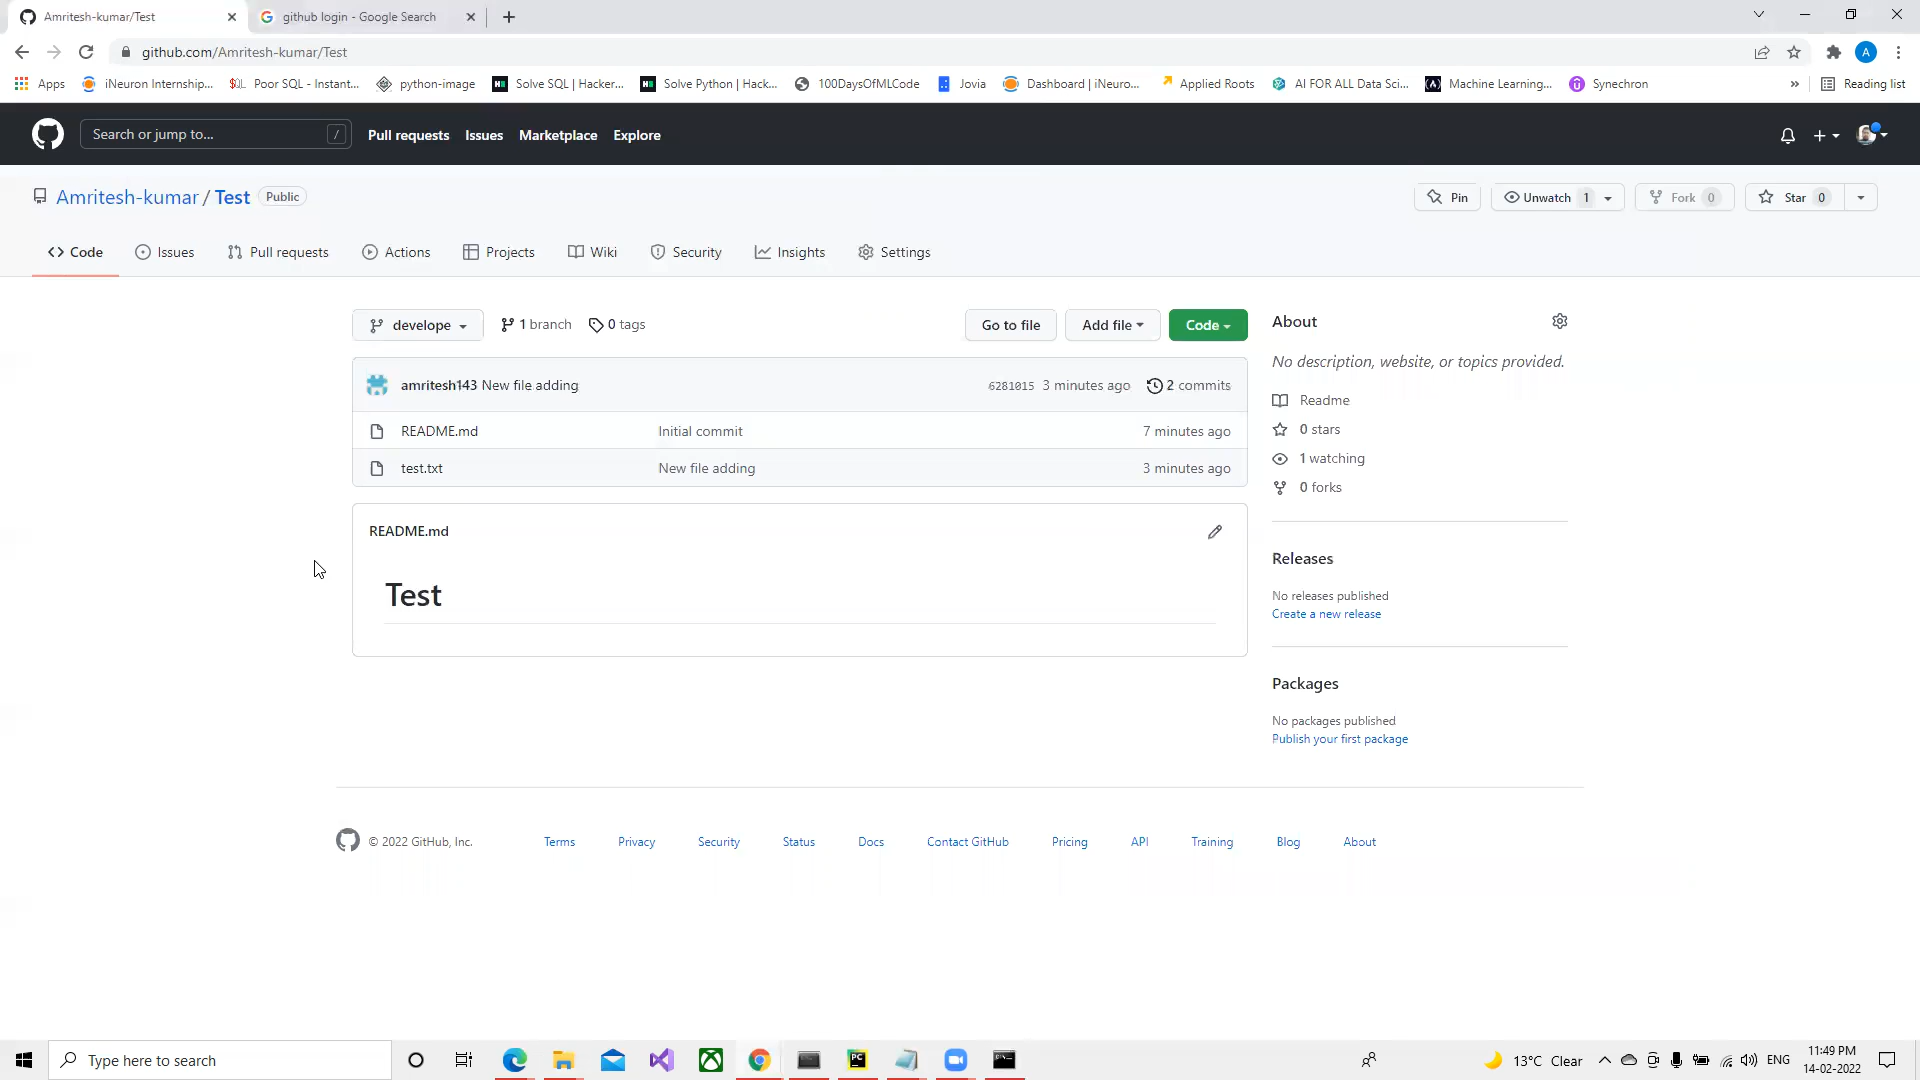 Amritesh-kumar/Test
github login - Google Search
github.com/Amritesh-kumar/Test
A
Apps
iNeuron Internship...
Poor SQL - Instant...
python-image
Solve SQL | Hacker...
Solve Python | Hack...
100DaysOfMLCode
Jovia
Dashboard | iNeuro...
Applied Roots
AI FOR ALL Data Sci...
Machine Learning,...
Synechron
»
Reading list
Search or jump to... /
Pull requests
Issues
Marketplace
Explore
Amritesh-kumar / Test Public
Pin
Unwatch 1
Fork 0
Star 0
Code
Issues
Pull requests
Actions
Projects
Wiki
Security
Insights
Settings
develope
1 branch
0 tags
Go to file
Add file
Code
amritesh143 New file adding 6281015 3 minutes ago 2 commits
README.md Initial commit 7 minutes ago
test.txt New file adding 3 minutes ago
README.md
Test
About
No description, website, or topics provided.
Readme
0 stars
1 watching
0 forks
Releases
No releases published
Create a new release
Packages
No packages published
Publish your first package
© 2022 GitHub, Inc.
Terms
Privacy
Security
Status
Docs
Contact GitHub
Pricing
API
Training
Blog
About
Type here to search
PC
13°C Clear
ENG
11:49 PM
14-02-2022